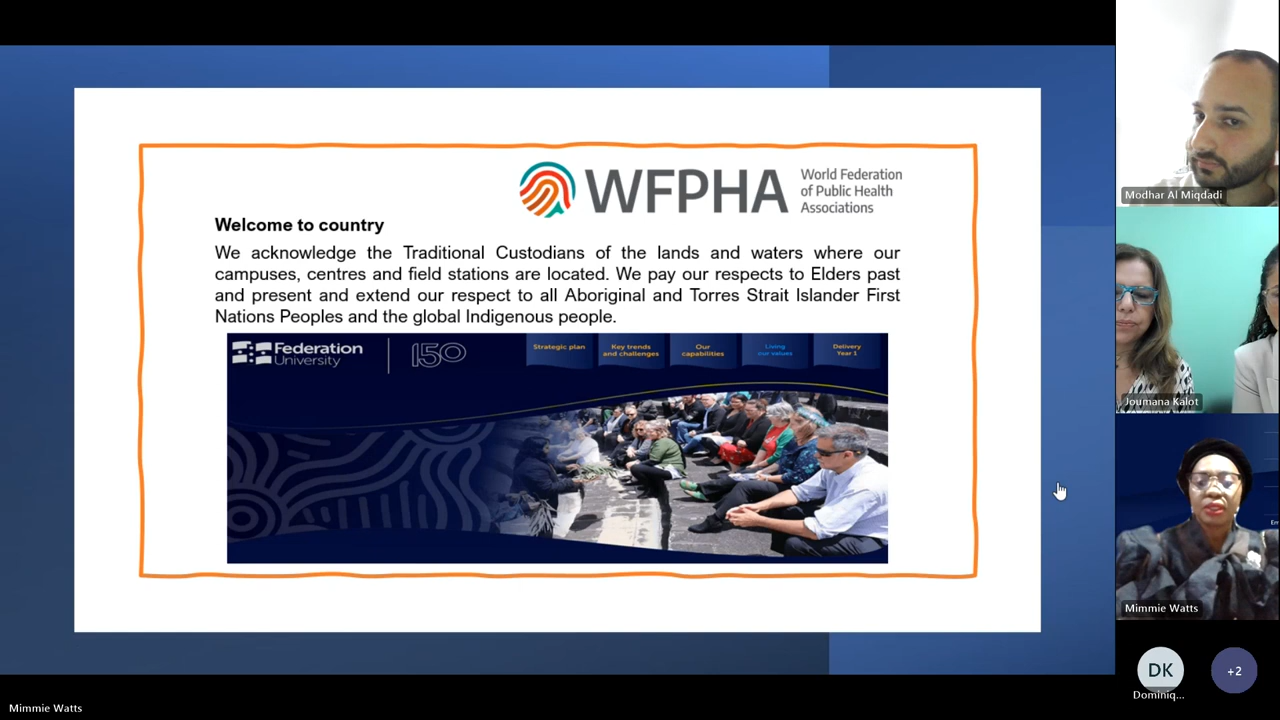 WFPHA
World Federation
of Public Health
Associations
Welcome to country
We acknowledge the Traditional Custodians of the lands and waters where our
campuses, centres and field stations are located. We pay our respects to Elders past
and present and extend our respect to all Aboriginal and Torres Strait Islander First
Nations Peoples and the global Indigenous people.
Federation
University
150
Strategic plan
Key trends
and challenges
Our
capabilities
Living
our values
Delivery
Year 1
Modhar Al Miqdadi
Joumana Kalot
Mimmie Watts
DK
Dominiq...
+2
Mimmie Watts